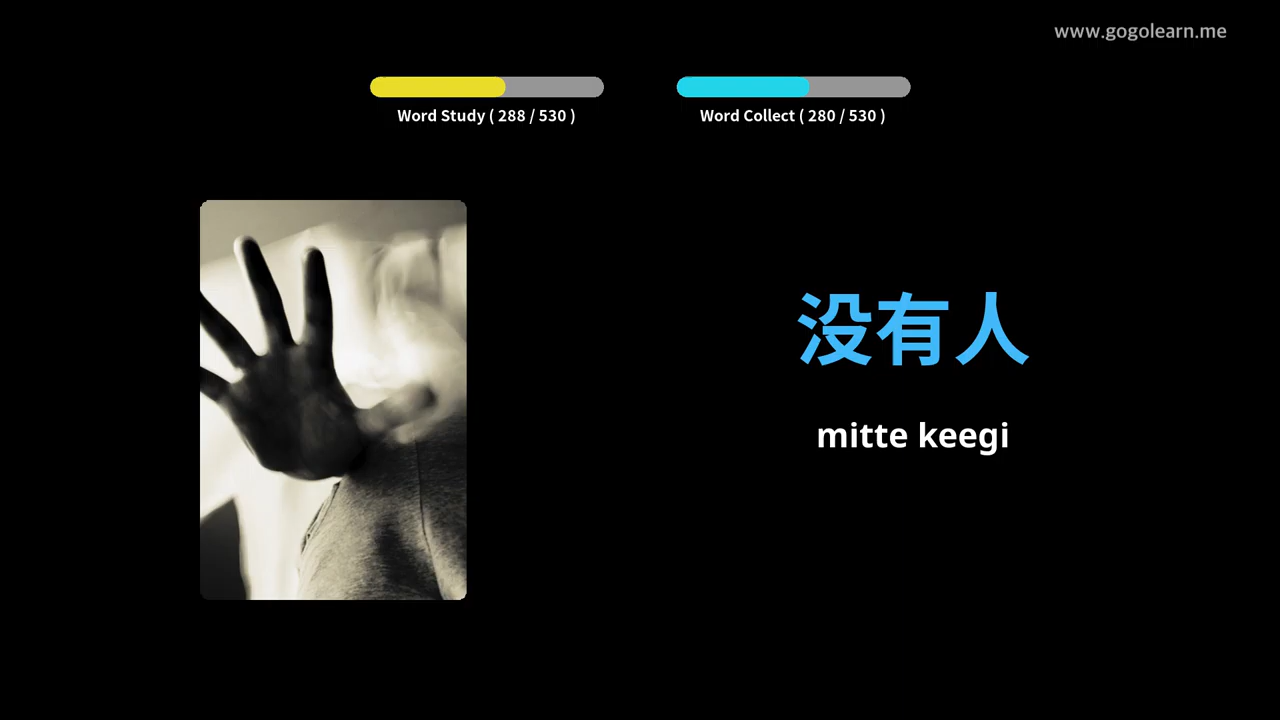 www.gogolearn.me
Word Study ( 288 / 530 )
Word Collect ( 280 / 530 )
没有人
mitte keegi